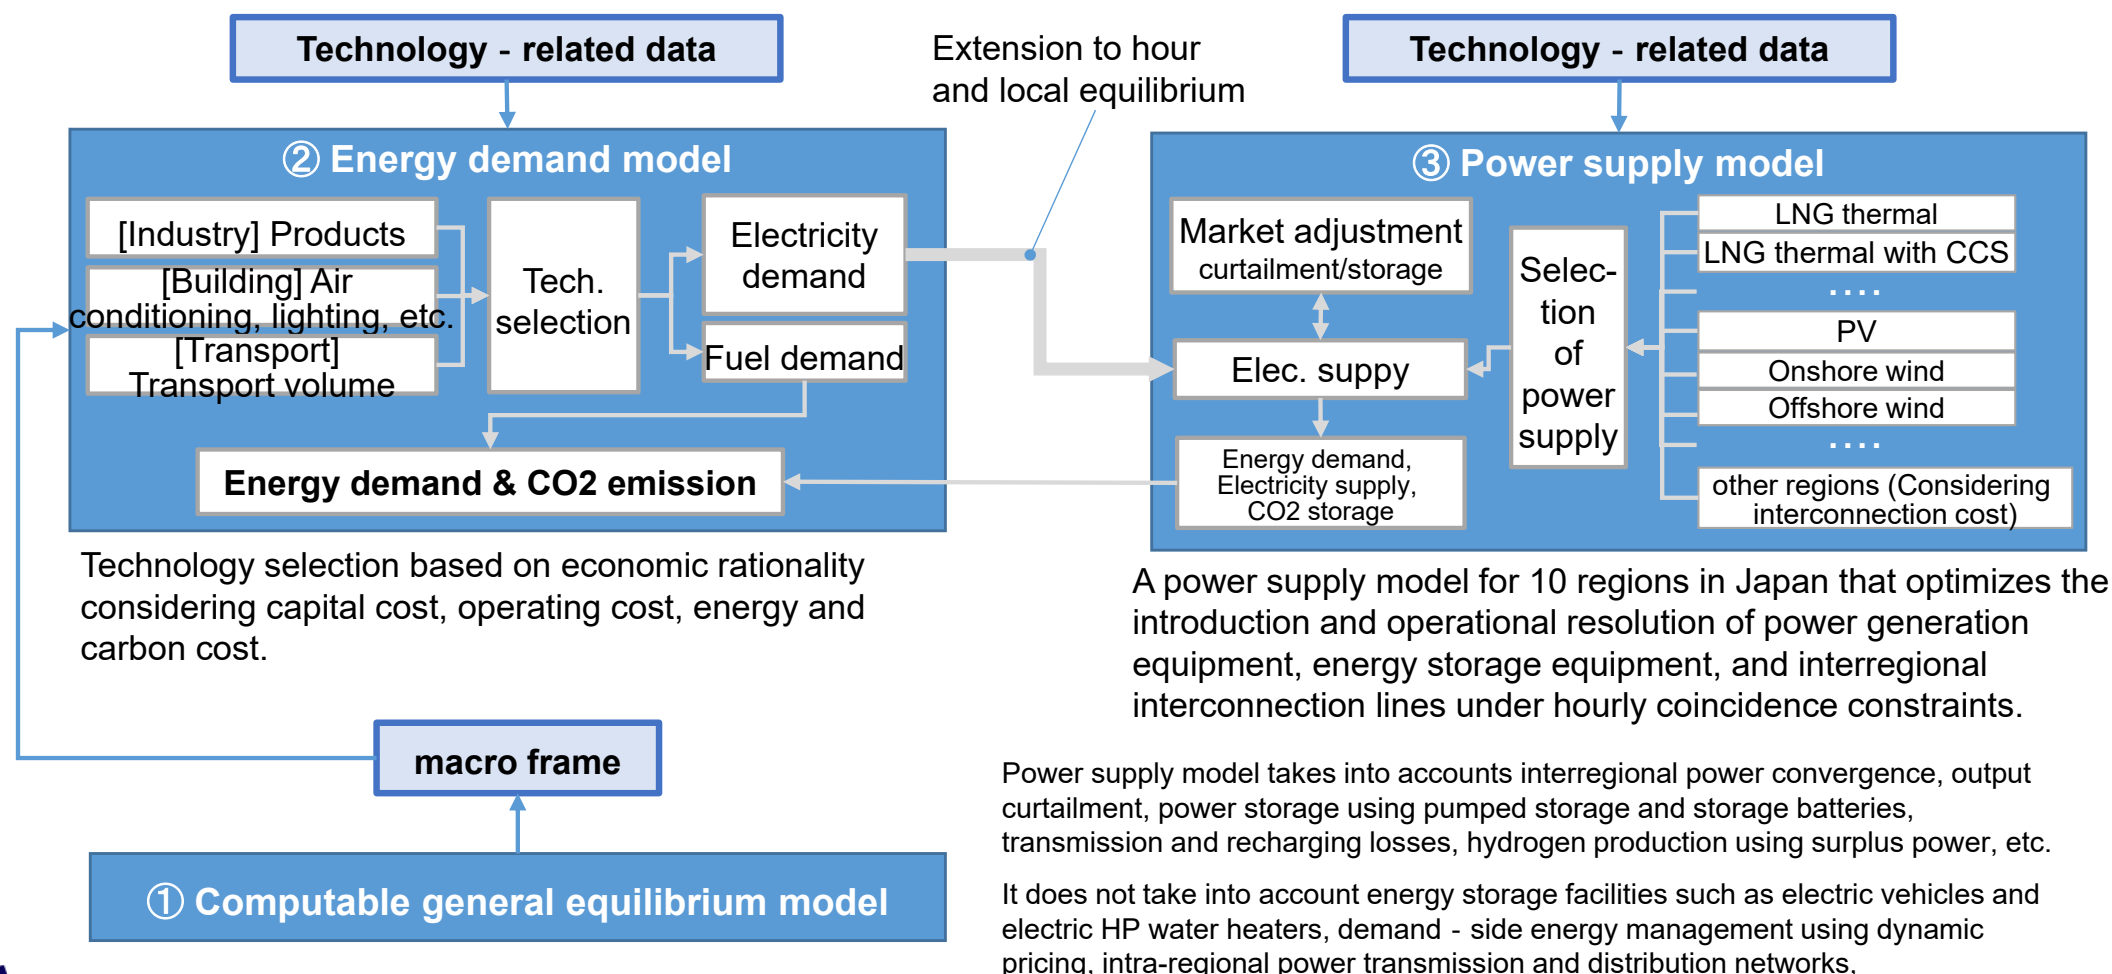 Technology - related data
② Energy demand model
[Industry] Products
[Building] Air
conditioning, lighting, etc.
[Transport]
Transport volume
Tech.
selection
Electricity
demand
Fuel demand
Energy demand & CO2 emission
Technology selection based on economic rationality
considering capital cost, operating cost, energy and
carbon cost.
macro frame
① Computable general equilibrium model
Extension to hour
and local equilibrium
Technology - related data
③ Power supply model
Market adjustment
curtailment/storage
Elec. suppy
Energy demand,
Electricity supply,
CO2 storage
Selec-
tion
of
power
supply
LNG thermal
LNG thermal with CCS
....
PV
Onshore wind
Offshore wind
....
other regions (Considering
interconnection cost)
A power supply model for 10 regions in Japan that optimizes the
introduction and operational resolution of power generation
equipment, energy storage equipment, and interregional
interconnection lines under hourly coincidence constraints.
Power supply model takes into accounts interregional power convergence, output
curtailment, power storage using pumped storage and storage batteries,
transmission and recharging losses, hydrogen production using surplus power, etc.
It does not take into account energy storage facilities such as electric vehicles and
electric HP water heaters, demand - side energy management using dynamic
pricing, intra-regional power transmission and distribution networks,